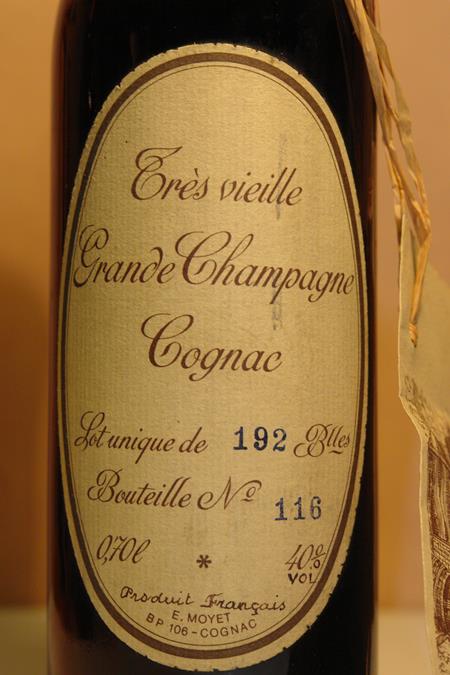 Très vieille
Grande Champagne
Cognac
Lot unique de 192 Blles
Bouteille No 116
0,70l * 40%
VOL
Produit Français
E. MOYET
BP 106 - COGNAC